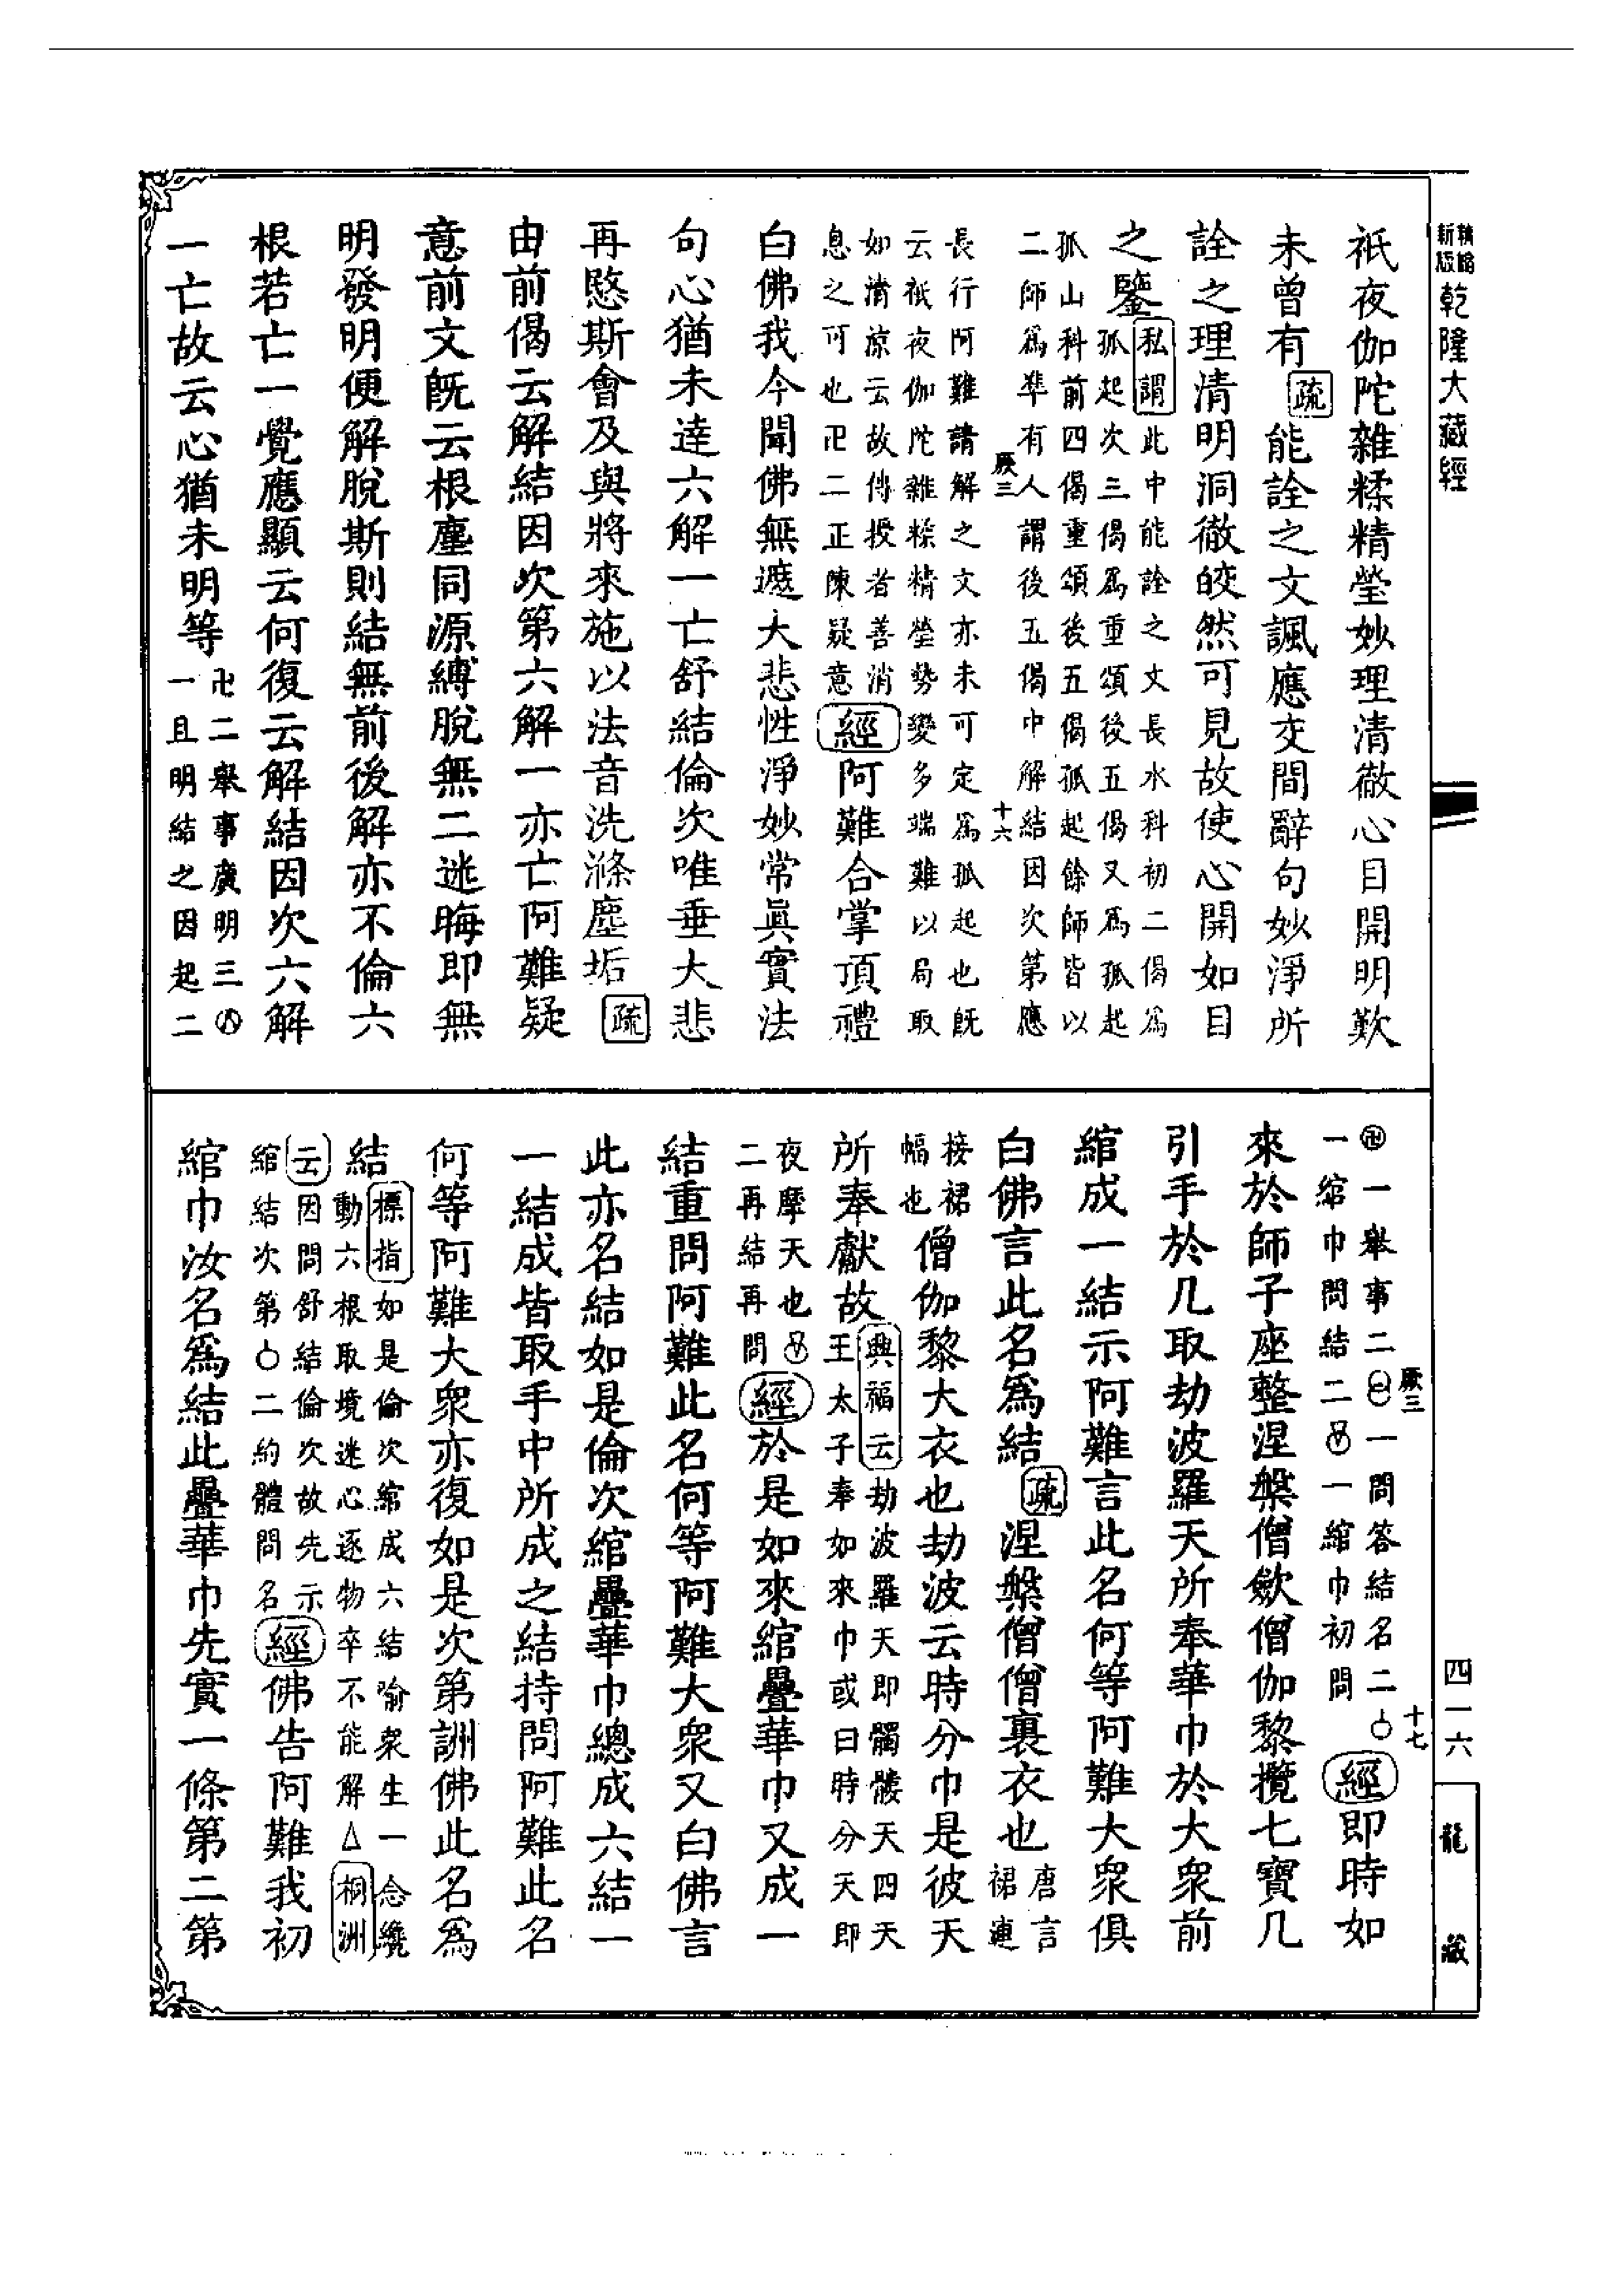 乾隆大藏經
祇夜伽陀雜糅精瑩妙理清徹心目開明歎
未曾有疏能詮之文諷應交間辭句妙淨所
詮之理清明洞徹皎然可見故使心開如目
之鑒私謂此中能詮之文長水科初二偈為
孤起次三偈為重頌後五偈又為孤起
孤山科前四偈重頌後五偈孤起餘師皆以
二師為準有人謂後五偈中解結因次第應
厥三 十六
長行阿難請解之文亦未可定為孤起也既
云祇夜伽陀雜糅精瑩勢變多端難以局取
如清涼云故傳授者善消
息之可也卍二正陳疑意經阿難合掌頂禮
白佛我今聞佛無遮大悲性淨妙常眞實法
句心猶未達六解一亡舒結倫次唯垂大悲
再愍斯會及與將來施以法音洗滌塵垢疏
由前偈云解結因次第六解一亦亡阿難疑
意前文既云根塵同源縛脫無二迷晦即無
明發明便解脫斯則結無前後解亦不倫六
根若亡一覺應顯云何復云解結因次六解
一亡故云心猶未明等卍二舉事廣明三
一且明結之因起二
一舉事二一問答結名二
一綰巾問結二一綰巾初問經即時如
厥三 十七
來於師子座整涅槃僧歛僧伽黎攬七寶几
引手於几取劫波羅天所奉華巾於大衆前
綰成一結示阿難言此名何等阿難大衆俱
白佛言此名為結疏涅槃僧僧裏衣也唐言
裙連
接裙
幅也僧伽黎大衣也劫波云時分巾是彼天
所奉獻故興福云劫波羅天即髑髏天四天
王太子奉如來巾或曰時分天即
夜摩天也
二再結再問經於是如來綰疊華巾又成一
結重問阿難此名何等阿難大衆又白佛言
此亦名結如是倫次綰疊華巾總成六結一
一結成皆取手中所成之結持問阿難此名
何等阿難大衆亦復如是次第詶佛此名為
結標指如是倫次綰成六結喻衆生一念纔
動六根取境迷心逐物卒不能解△桐洲
云因問舒結倫次故先示
綰結次第二約體問名經佛告阿難我初
綰巾汝名為結此疊華巾先實一條第二第
四一六
龍藏